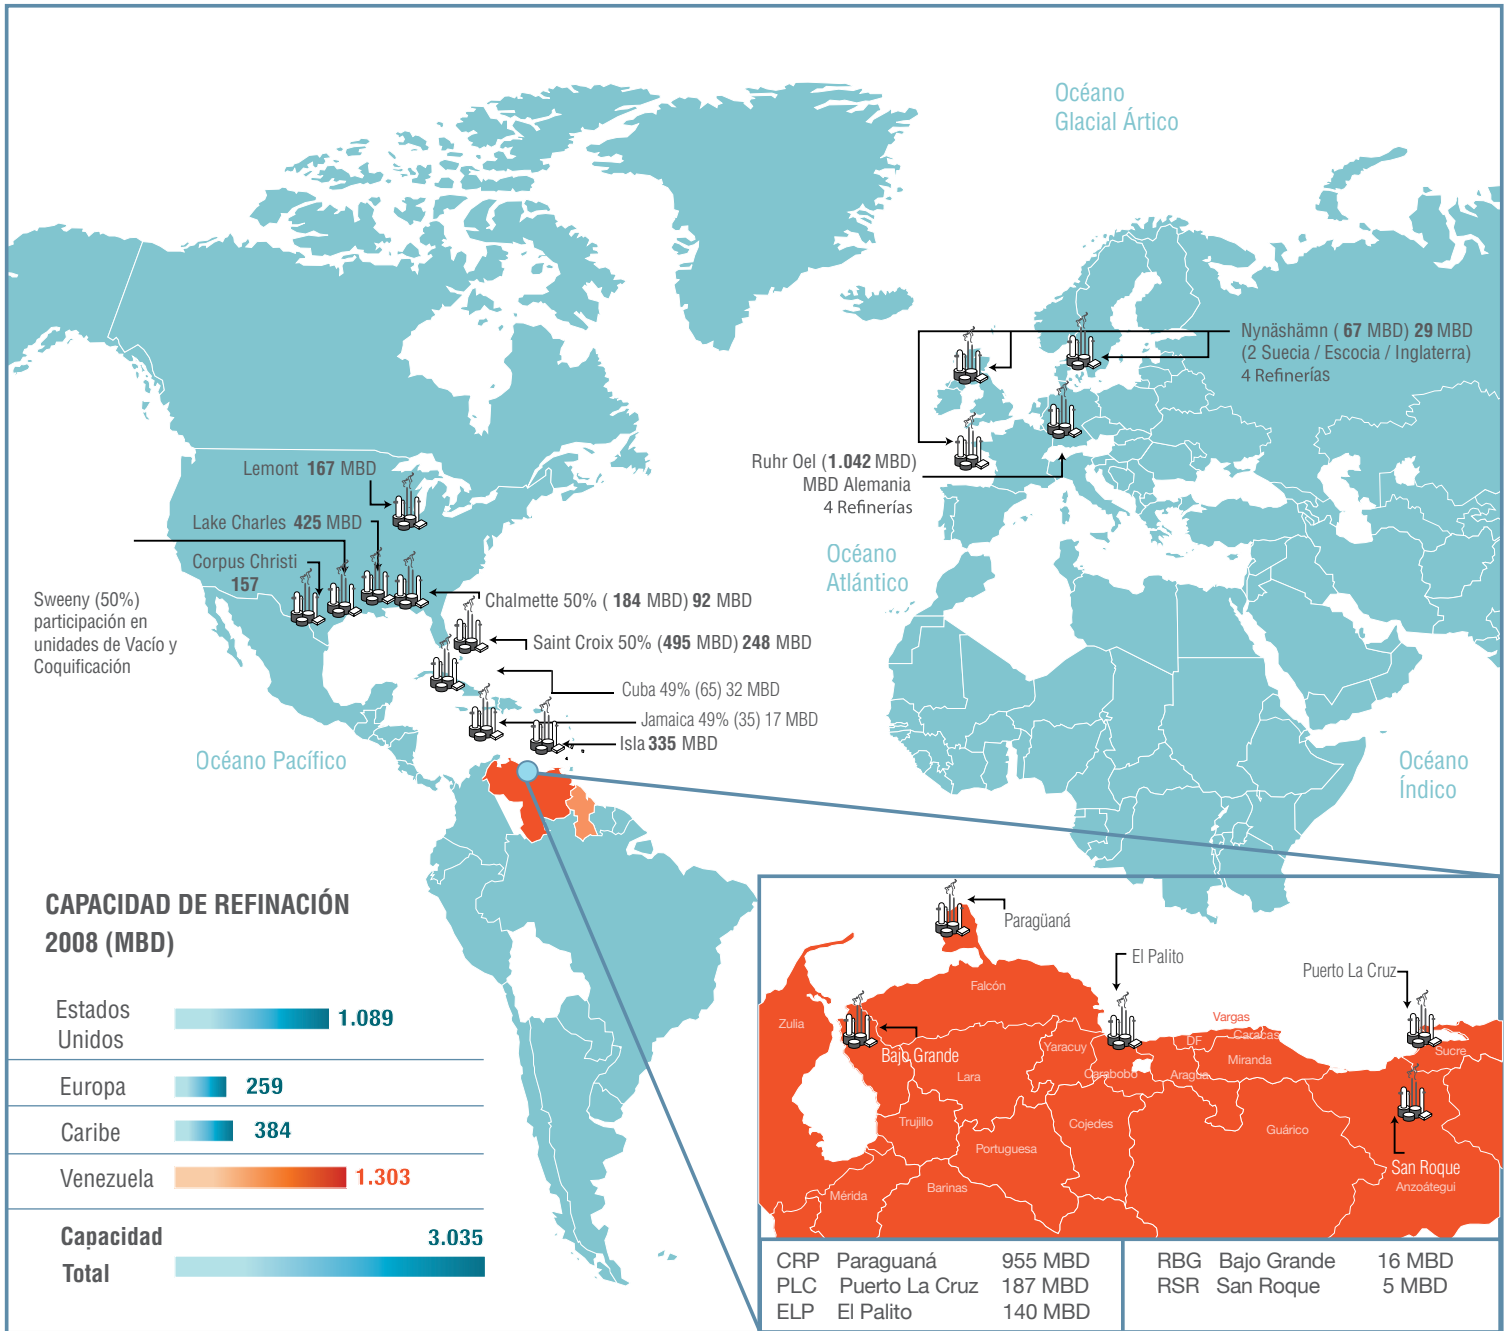 Océano
Glacial Ártico
Nynäshämn ( 67 MBD) 29 MBD
(2 Suecia / Escocia / Inglaterra)
4 Refinerías
Ruhr Oel (1.042 MBD)
MBD Alemania
4 Refinerías
Lemont 167 MBD
Lake Charles 425 MBD
Corpus Christi
157
Sweeny (50%)
participación en
unidades de Vacío y
Coquificación
Chalmette 50% ( 184 MBD) 92 MBD
Saint Croix 50% (495 MBD) 248 MBD
Cuba 49% (65) 32 MBD
Jamaica 49% (35) 17 MBD
Isla 335 MBD
Océano
Atlántico
Océano Pacífico
Océano
Índico
CAPACIDAD DE REFINACIÓN
2008 (MBD)
Estados
Unidos
1.089
Europa
259
Caribe
384
Venezuela
1.303
Capacidad
Total
3.035
Paragüaná
El Palito
Puerto La Cruz
Bajo Grande
San Roque
Zulía
Falcón
Lara
Yaracuy
Carabobo
DF
Vargas
Caracas
Miranda
Aragua
Sucre
Trujillo
Portuguesa
Cojedes
Guárico
Anzoátegui
Mérida
Barinas
CRP Paraguaná 955 MBD
PLC Puerto La Cruz 187 MBD
ELP El Palito 140 MBD
RBG Bajo Grande 16 MBD
RSR San Roque 5 MBD